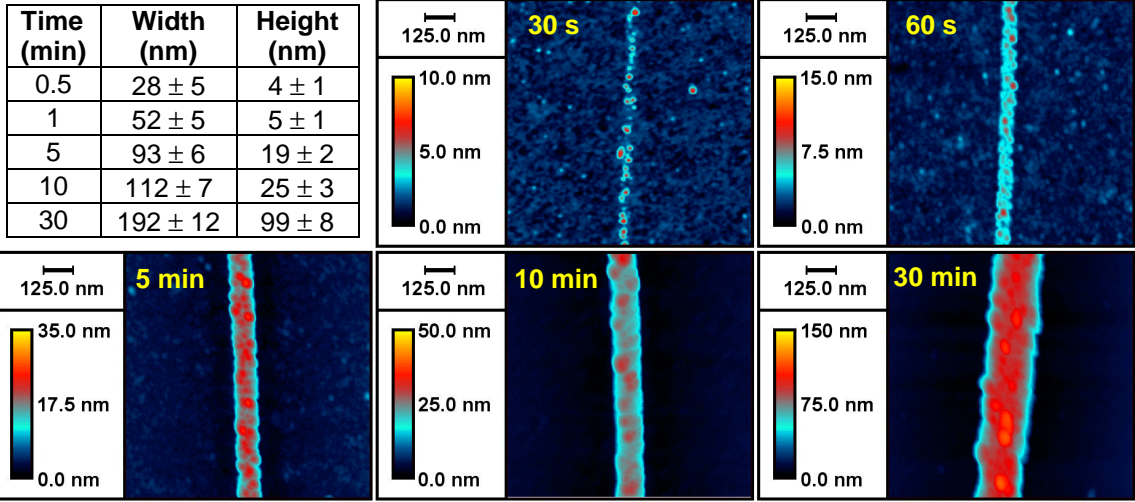 Time (min) Width (nm) Height (nm)
0.5 28 ± 5 4 ± 1
1 52 ± 5 5 ± 1
5 93 ± 6 19 ± 2
10 112 ± 7 25 ± 3
30 192 ± 12 99 ± 8
125.0 nm
30 s
10.0 nm
5.0 nm
0.0 nm
125.0 nm
60 s
15.0 nm
7.5 nm
0.0 nm
125.0 nm
5 min
35.0 nm
17.5 nm
0.0 nm
125.0 nm
10 min
50.0 nm
25.0 nm
0.0 nm
125.0 nm
30 min
150 nm
75.0 nm
0.0 nm